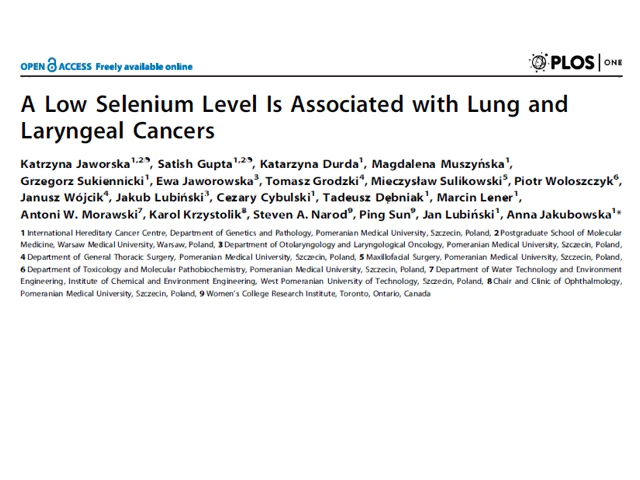 OPEN ACCESS Freely available online
PLOS ONE
A Low Selenium Level Is Associated with Lung and
Laryngeal Cancers
Katrzyna Jaworska1,2,9, Satish Gupta1,2,9, Katarzyna Durda1, Magdalena Muszyńska1,
Grzegorz Sukiennicki1, Ewa Jaworowska3, Tomasz Grodzki4, Mieczysław Sulikowski5, Piotr Woloszczyk6,
Janusz Wójcik4, Jakub Lubiński3, Cezary Cybulski1, Tadeusz Dębniak1, Marcin Lener1,
Antoni W. Morawski7, Karol Krzystolik8, Steven A. Narod9, Ping Sun9, Jan Lubiński1, Anna Jakubowska1*
1 International Hereditary Cancer Centre, Department of Genetics and Pathology, Pomeranian Medical University, Szczecin, Poland, 2 Postgraduate School of Molecular
Medicine, Warsaw Medical University, Warsaw, Poland, 3 Department of Otolaryngology and Laryngological Oncology, Pomeranian Medical University, Szczecin, Poland,
4 Department of General Thoracic Surgery, Pomeranian Medical University, Szczecin, Poland, 5 Maxillofacial Surgery, Pomeranian Medical University, Szczecin, Poland,
6 Department of Toxicology and Molecular Pathobiochemistry, Pomeranian Medical University, Szczecin, Poland, 7 Department of Water Technology and Environment
Engineering, Institute of Chemical and Environment Engineering, West Pomeranian University of Technology, Szczecin, Poland, 8 Chair and Clinic of Ophthalmology,
Pomeranian Medical University, Szczecin, Poland, 9 Women's College Research Institute, Toronto, Ontario, Canada